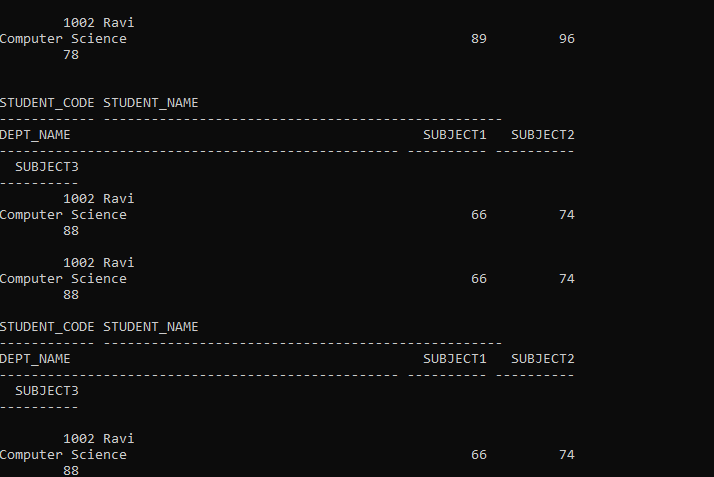 1002 Ravi
Computer Science 89 96
78
STUDENT_CODE STUDENT_NAME
------------ --------------------------------------------------
DEPT_NAME SUBJECT1 SUBJECT2
-------------------------------------------------- ---------- ----------
SUBJECT3
----------
1002 Ravi
Computer Science 66 74
88
1002 Ravi
Computer Science 66 74
88
STUDENT_CODE STUDENT_NAME
------------ --------------------------------------------------
DEPT_NAME SUBJECT1 SUBJECT2
-------------------------------------------------- ---------- ----------
SUBJECT3
----------
1002 Ravi
Computer Science 66 74
88